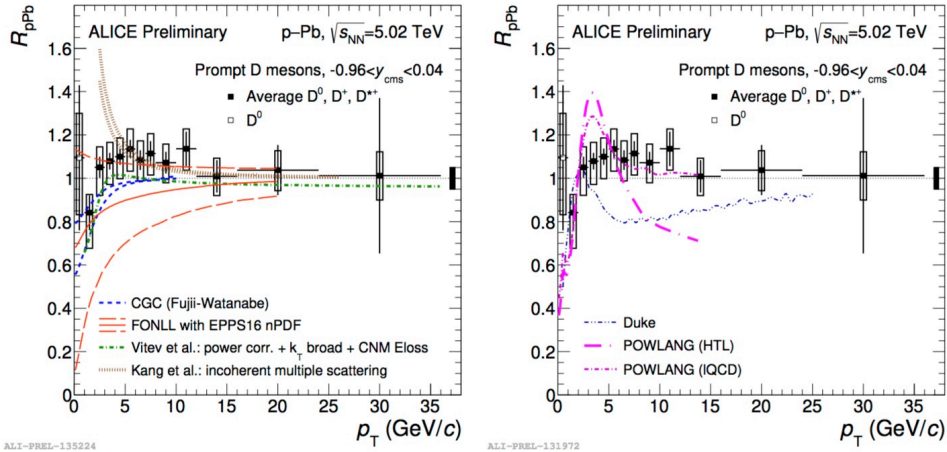 R_pPb
1.6
1.4
1.2
1
0.8
0.6
0.4
0.2
0
ALICE Preliminary
p–Pb, √s_NN=5.02 TeV
Prompt D mesons, -0.96<y_cms<0.04
Average D⁰, D⁺, D*⁺
D⁰
CGC (Fujii-Watanabe)
FONLL with EPPS16 nPDF
Vitev et al.: power corr. + k_T broad + CNM Eloss
Kang et al.: incoherent multiple scattering
0 5 10 15 20 25 30 35
p_T (GeV/c)
ALI-PREL-135224
R_pPb
1.6
1.4
1.2
1
0.8
0.6
0.4
0.2
0
ALICE Preliminary
p–Pb, √s_NN=5.02 TeV
Prompt D mesons, -0.96<y_cms<0.04
Average D⁰, D⁺, D*⁺
D⁰
Duke
POWLANG (HTL)
POWLANG (lQCD)
0 5 10 15 20 25 30 35
p_T (GeV/c)
ALI-PREL-131972